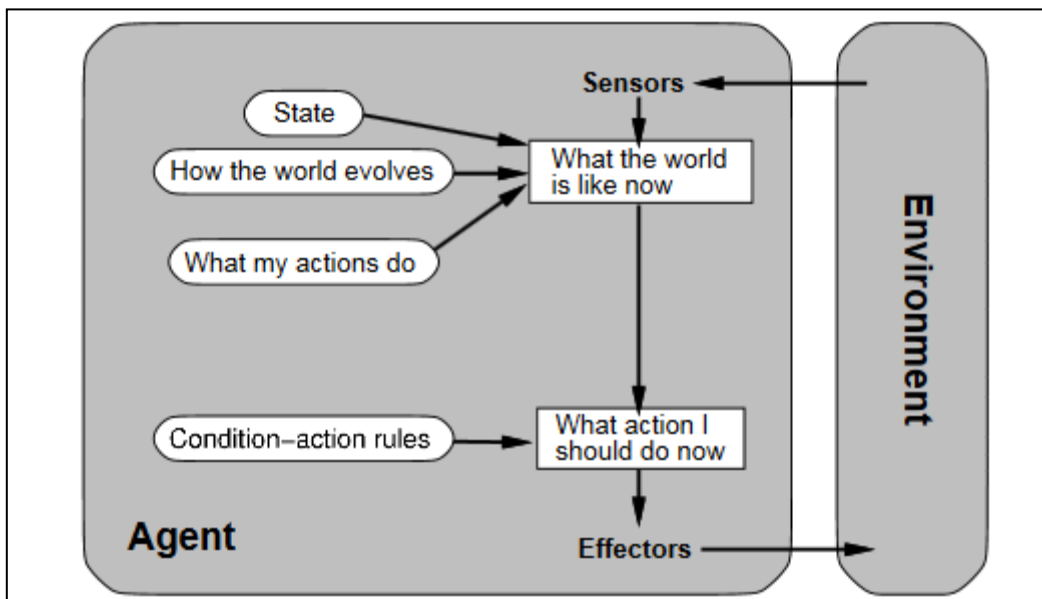 Sensors
State
What the world
is like now
How the world evolves
What my actions do
Environment
Condition–action rules
What action I
should do now
Agent
Effectors